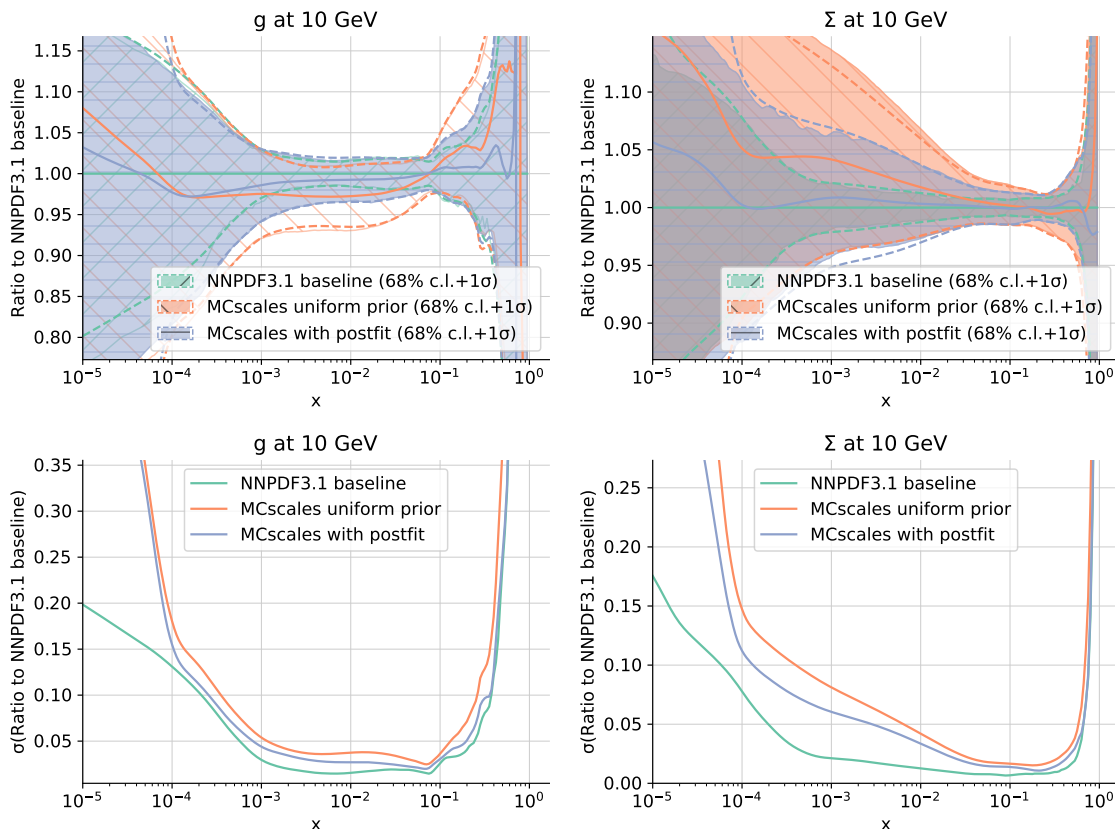 g at 10 GeV
Ratio to NNPDF3.1 baseline
1.15
1.10
1.05
1.00
0.95
0.90
0.85
0.80
NNPDF3.1 baseline (68% c.l.+1σ)
MCscales uniform prior (68% c.l.+1σ)
MCscales with postfit (68% c.l.+1σ)
10⁻⁵ 10⁻⁴ 10⁻³ 10⁻² 10⁻¹ 10⁰
x
Σ at 10 GeV
Ratio to NNPDF3.1 baseline
1.10
1.05
1.00
0.95
0.90
NNPDF3.1 baseline (68% c.l.+1σ)
MCscales uniform prior (68% c.l.+1σ)
MCscales with postfit (68% c.l.+1σ)
10⁻⁵ 10⁻⁴ 10⁻³ 10⁻² 10⁻¹ 10⁰
x
g at 10 GeV
σ(Ratio to NNPDF3.1 baseline)
0.35
0.30
0.25
0.20
0.15
0.10
0.05
NNPDF3.1 baseline
MCscales uniform prior
MCscales with postfit
10⁻⁵ 10⁻⁴ 10⁻³ 10⁻² 10⁻¹ 10⁰
x
Σ at 10 GeV
σ(Ratio to NNPDF3.1 baseline)
0.25
0.20
0.15
0.10
0.05
0.00
NNPDF3.1 baseline
MCscales uniform prior
MCscales with postfit
10⁻⁵ 10⁻⁴ 10⁻³ 10⁻² 10⁻¹ 10⁰
x